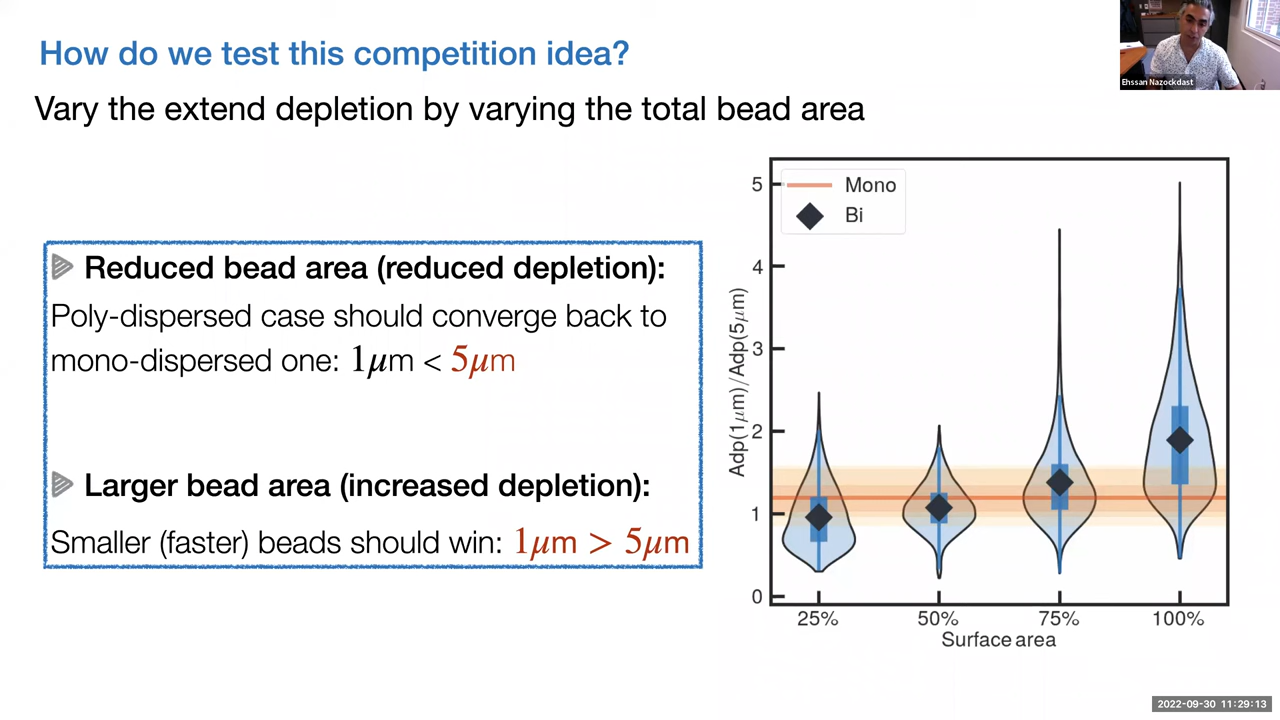 How do we test this competition idea?
Vary the extend depletion by varying the total bead area
Reduced bead area (reduced depletion):
Poly-dispersed case should converge back to
mono-dispersed one: 1μm < 5μm
Larger bead area (increased depletion):
Smaller (faster) beads should win: 1μm > 5μm
Mono
Bi
Adp(1μm)/Adp(5μm)
5
4
3
2
1
0
25% 50% 75% 100%
Surface area
Ehssan Nazockdast
2022-09-30 11:29:13